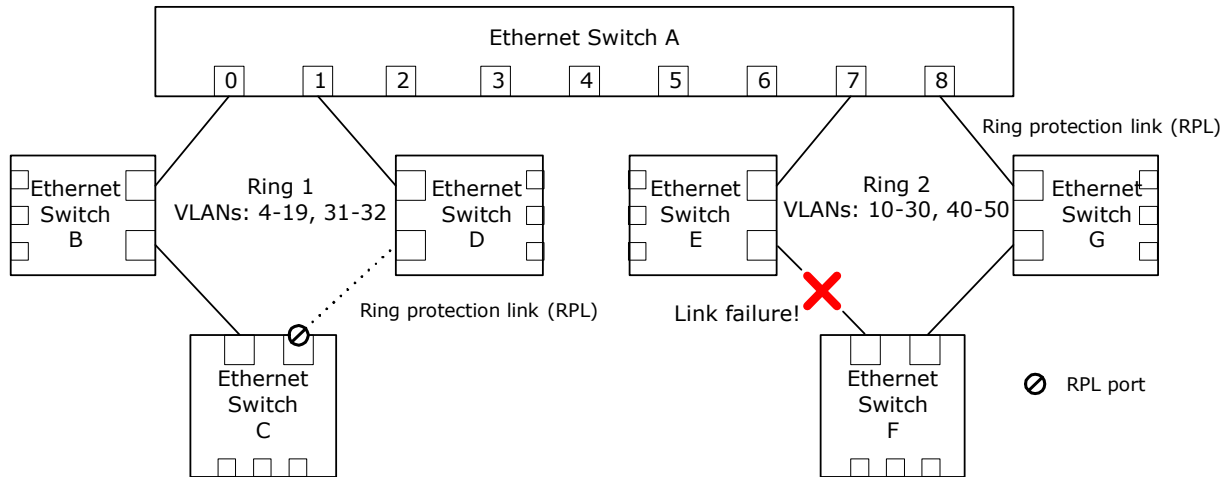 Ethernet Switch A
0 1 2 3 4 5 6 7 8
Ring protection link (RPL)
Ethernet
Switch
B
Ring 1
VLANs: 4-19, 31-32
Ethernet
Switch
D
Ethernet
Switch
E
Ring 2
VLANs: 10-30, 40-50
Ethernet
Switch
G
Ring protection link (RPL)
Link failure!
Ethernet
Switch
C
Ethernet
Switch
F
RPL port